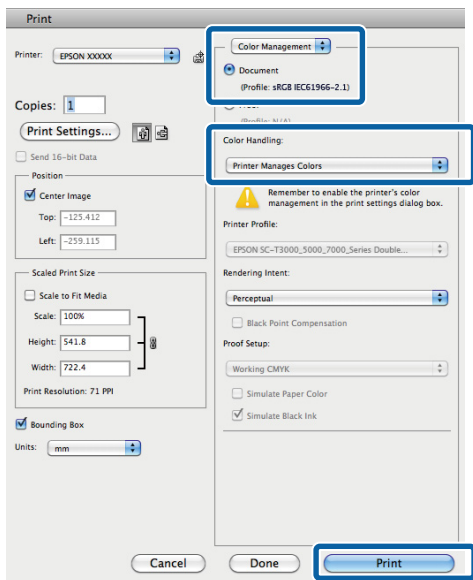 Print
Printer: EPSON XXXXX
Copies: 1
Print Settings...
Send 16-bit Data
Position
Center Image
Top: -125.412
Left: -259.115
Scaled Print Size
Scale to Fit Media
Scale: 100%
Height: 541.8
Width: 722.4
Print Resolution: 71 PPI
Bounding Box
Units: mm
Color Management
Document
(Profile: sRGB IEC61966-2.1)
(Profile: N/A)
Color Handling:
Printer Manages Colors
Remember to enable the printer's color
management in the print settings dialog box.
Printer Profile:
EPSON SC-T3000_5000_7000_Series Double...
Rendering Intent:
Perceptual
Black Point Compensation
Proof Setup:
Working CMYK
Simulate Paper Color
Simulate Black Ink
Cancel
Done
Print